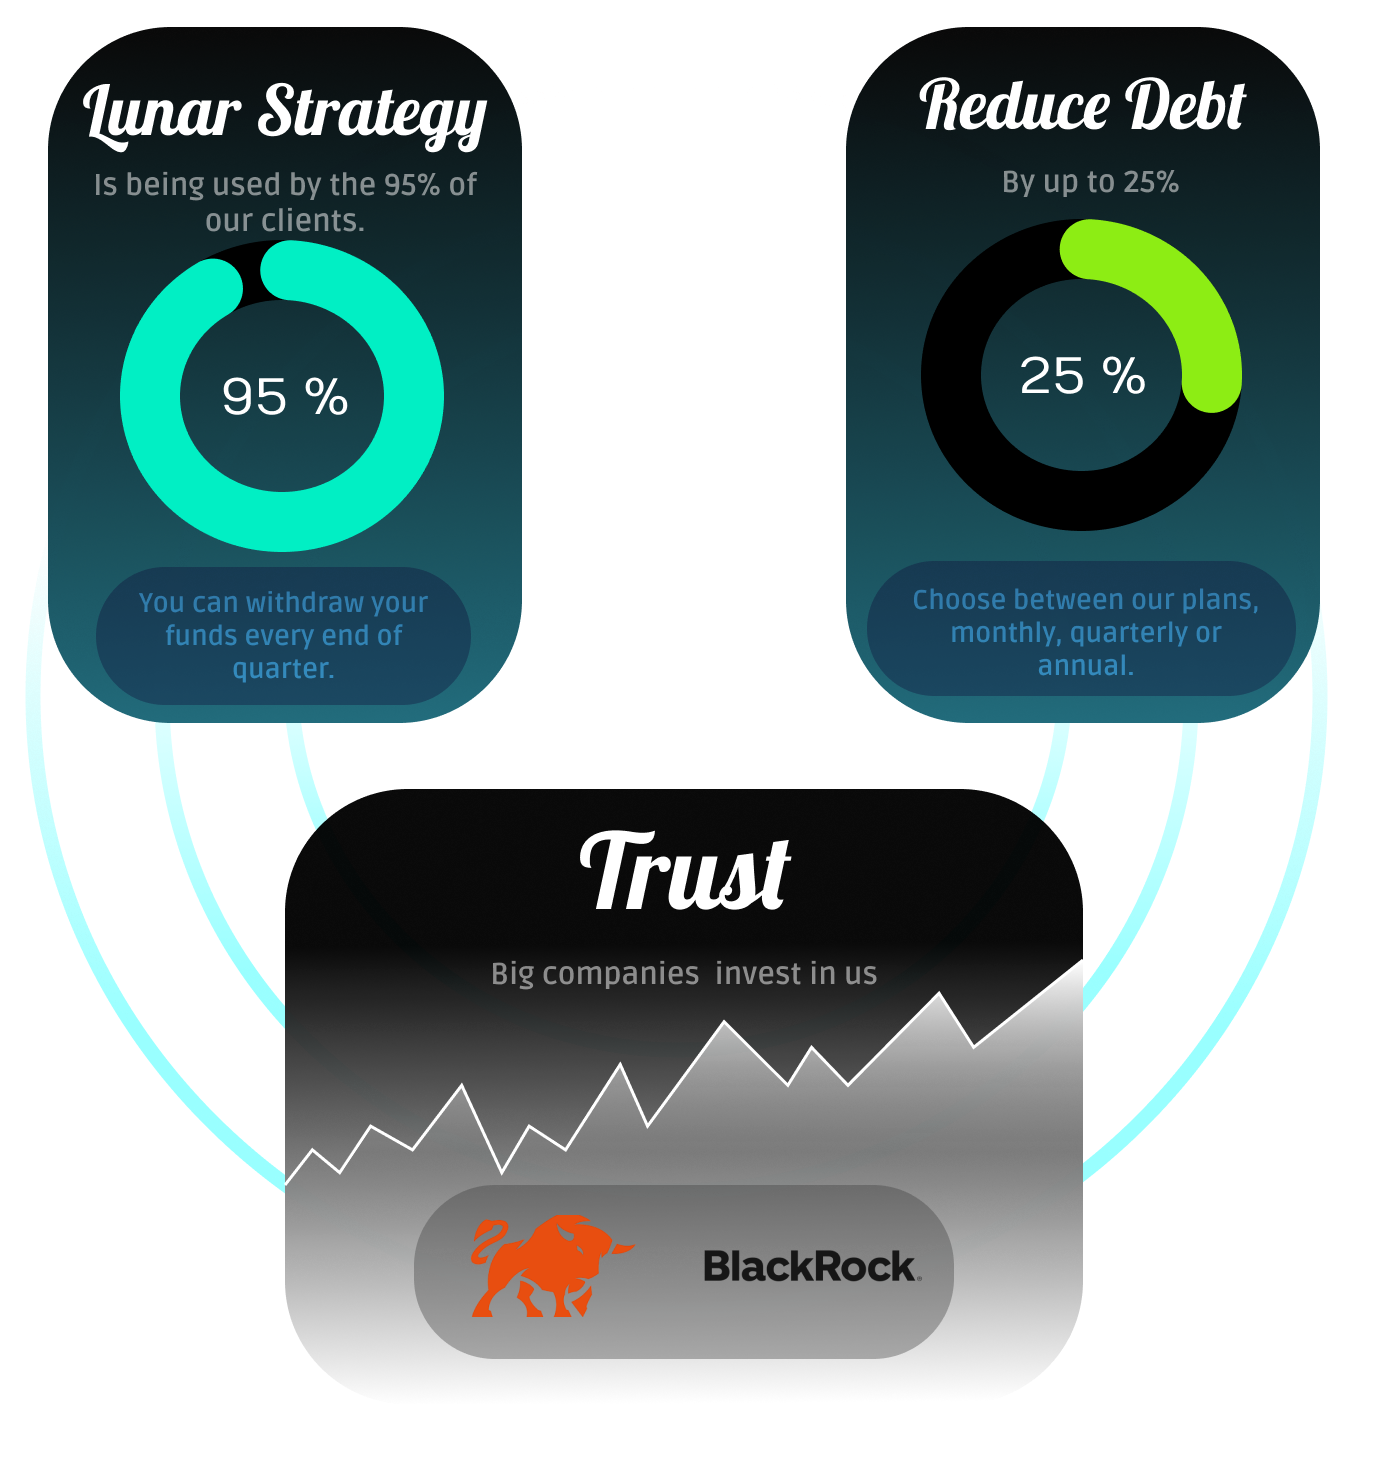 Lunar Strategy
Is being used by the 95% of
our clients.
95 %
You can withdraw your
funds every end of
quarter.
Reduce Debt
By up to 25%
25 %
Choose between our plans,
monthly, quarterly or
annual.
Trust
Big companies  invest in us
BlackRock®